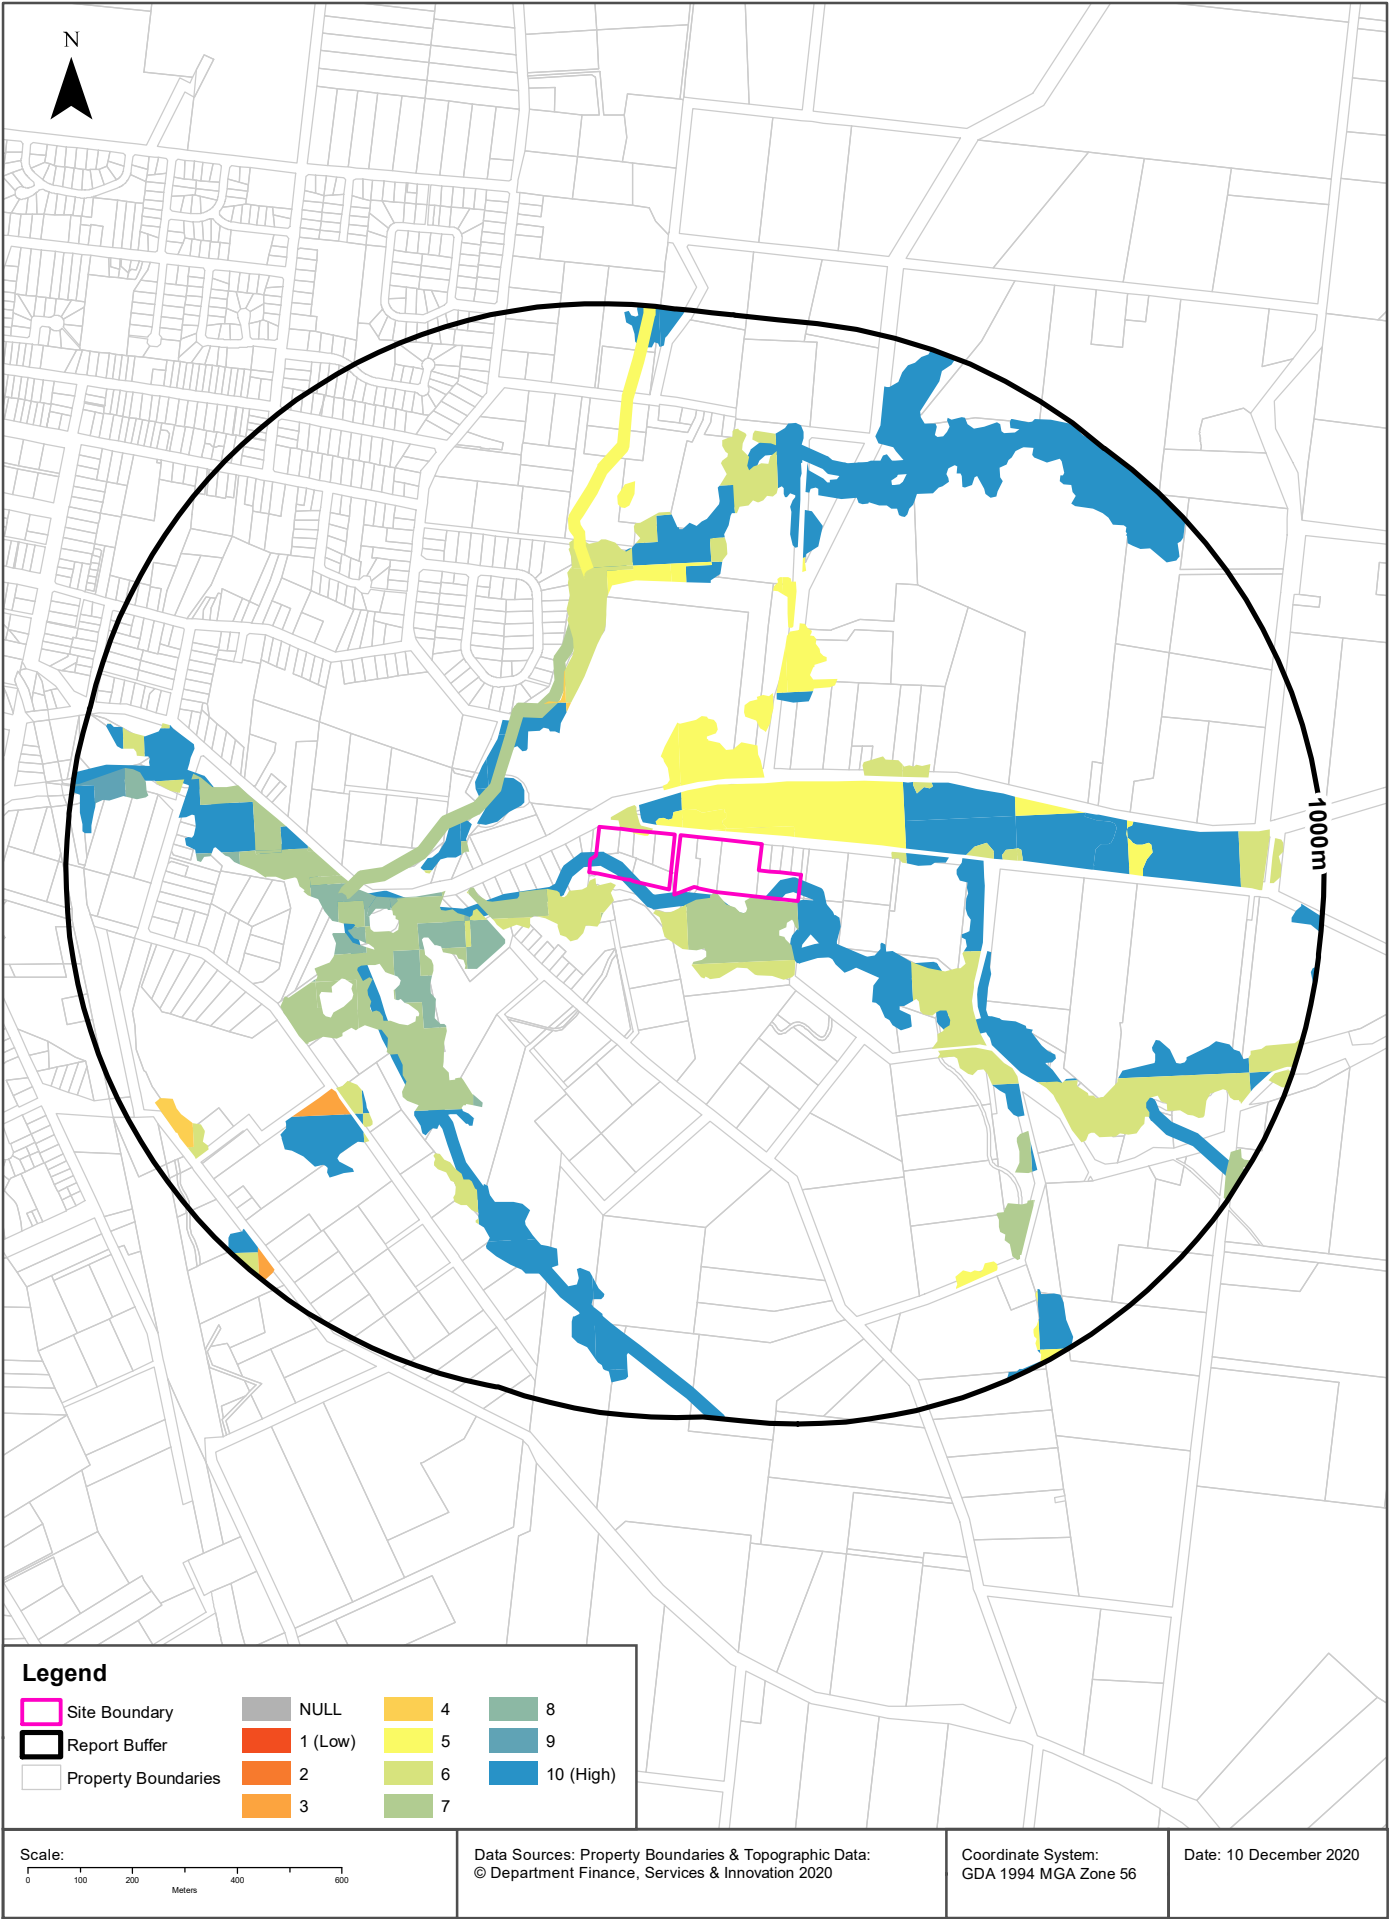 N
1000m
Legend
Site Boundary
Report Buffer
Property Boundaries
NULL
1 (Low)
2
3
4
5
6
7
8
9
10 (High)
Scale:
0 100 200 400 600
Meters
Data Sources: Property Boundaries & Topographic Data:
© Department Finance, Services & Innovation 2020
Coordinate System:
GDA 1994 MGA Zone 56
Date: 10 December 2020